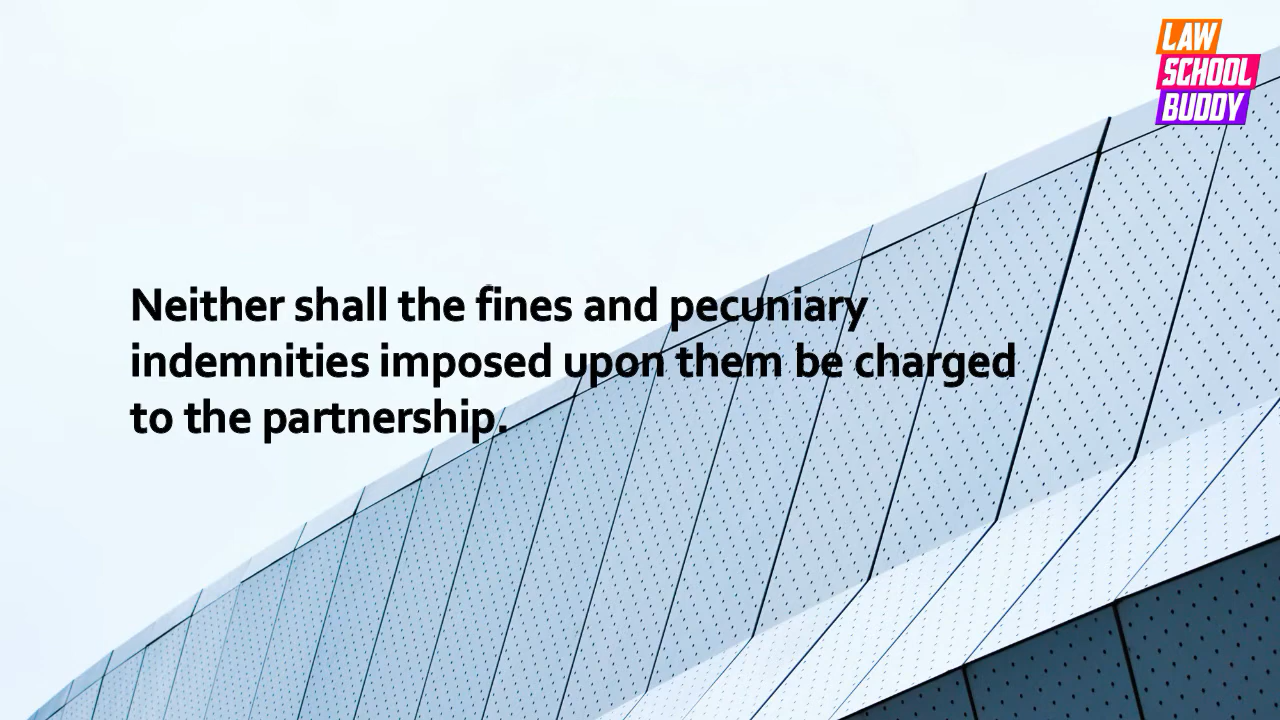 LAW
SCHOOL
BUDDY
Neither shall the fines and pecuniary
indemnities imposed upon them be charged
to the partnership.